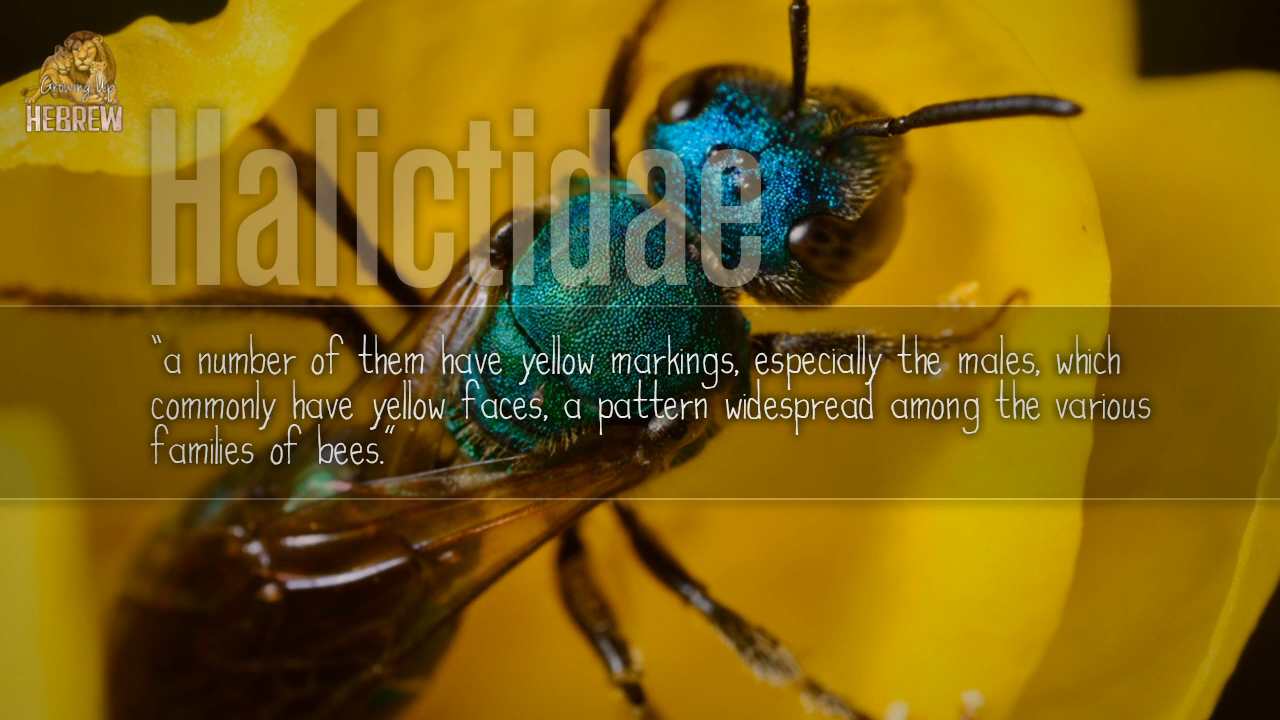 Growing Up
HEBREW
Halictidae
“a number of them have yellow markings, especially the males, which
commonly have yellow faces, a pattern widespread among the various
families of bees.”